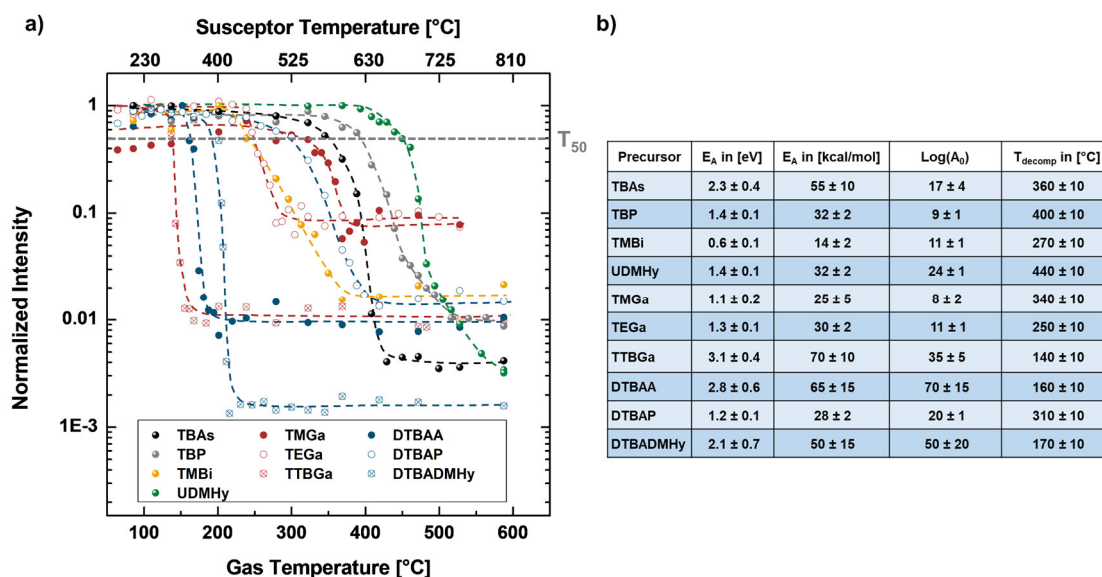 a)
Susceptor Temperature [°C]
230 400 525 630 725 810
Normalized Intensity
1
0.1
0.01
1E-3
T50
TBAs TMGa DTBAA
TBP TEGa DTBAP
TMBi TTBGa DTBADMHy
UDMHy
100 200 300 400 500 600
Gas Temperature [°C]
b)
Precursor EA in [eV] EA in [kcal/mol] Log(A0) Tdecomp in [°C]
TBAs 2.3 ± 0.4 55 ± 10 17 ± 4 360 ± 10
TBP 1.4 ± 0.1 32 ± 2 9 ± 1 400 ± 10
TMBi 0.6 ± 0.1 14 ± 2 11 ± 1 270 ± 10
UDMHy 1.4 ± 0.1 32 ± 2 24 ± 1 440 ± 10
TMGa 1.1 ± 0.2 25 ± 5 8 ± 2 340 ± 10
TEGa 1.3 ± 0.1 30 ± 2 11 ± 1 250 ± 10
TTBGa 3.1 ± 0.4 70 ± 10 35 ± 5 140 ± 10
DTBAA 2.8 ± 0.6 65 ± 15 70 ± 15 160 ± 10
DTBAP 1.2 ± 0.1 28 ± 2 20 ± 1 310 ± 10
DTBADMHy 2.1 ± 0.7 50 ± 15 50 ± 20 170 ± 10